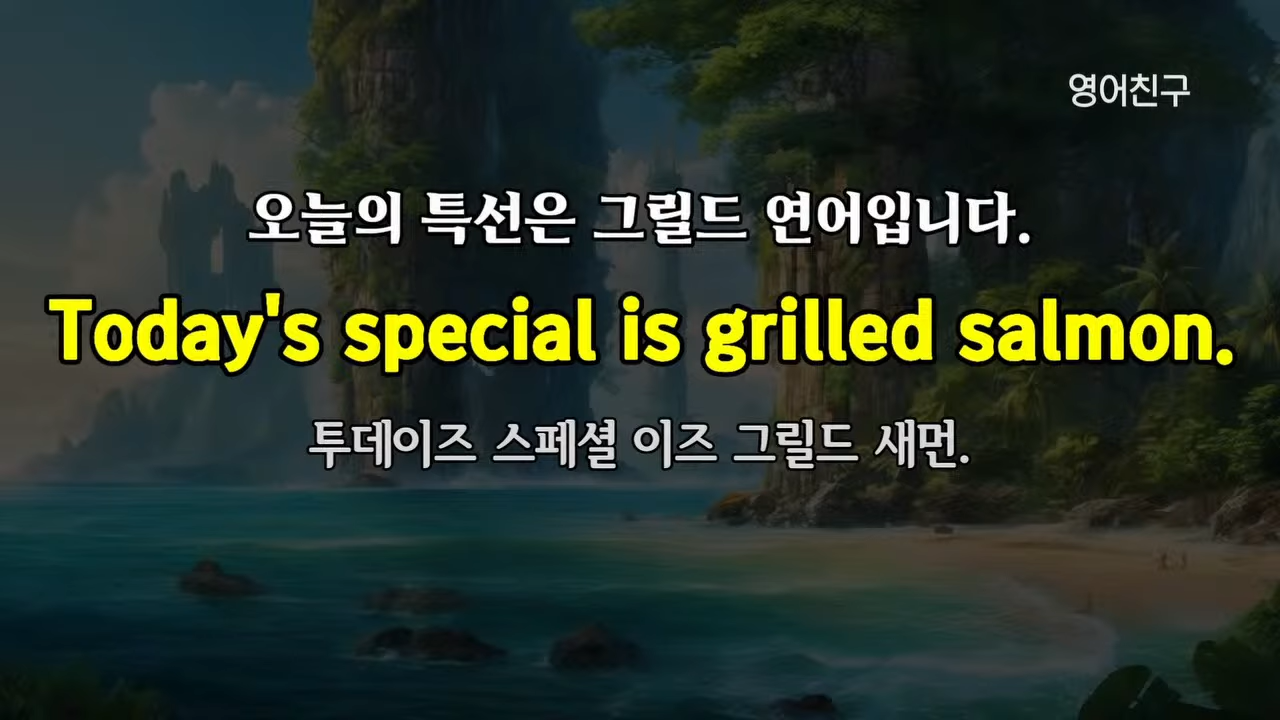 영어친구
오늘의 특선은 그릴드 연어입니다.
Today's special is grilled salmon.
투데이즈 스페셜 이즈 그릴드 새먼.